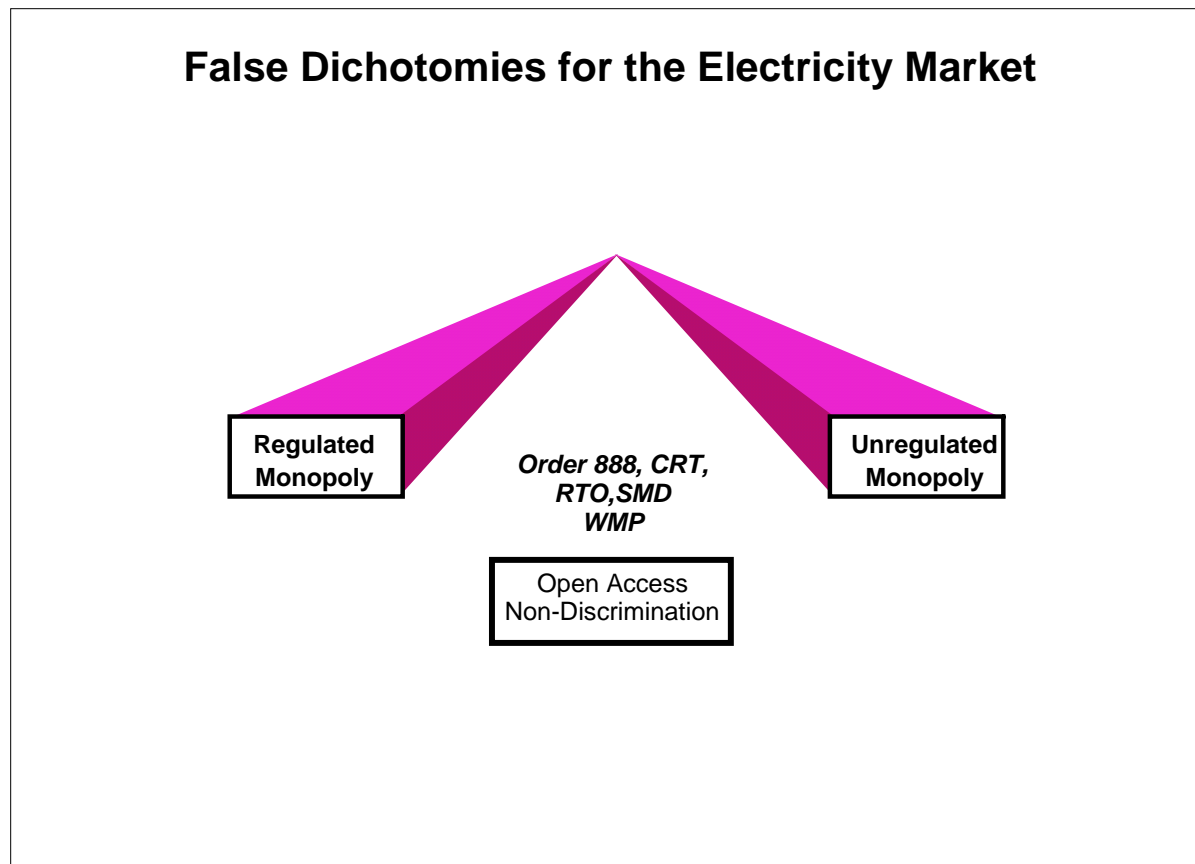 False Dichotomies for the Electricity Market
Regulated
Monopoly
Order 888, CRT,
RTO,SMD
WMP
Unregulated
Monopoly
Open Access
Non-Discrimination